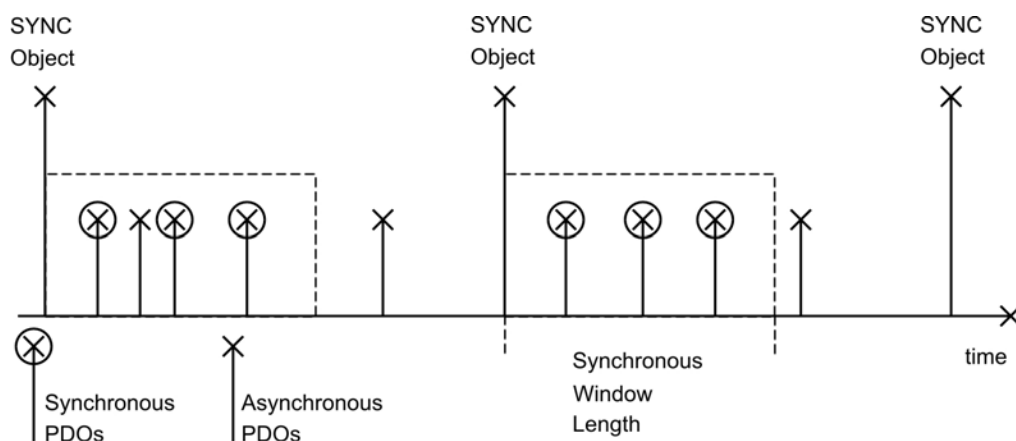 SYNC
Object
SYNC
Object
SYNC
Object
time
Synchronous
PDOs
Asynchronous
PDOs
Synchronous
Window
Length